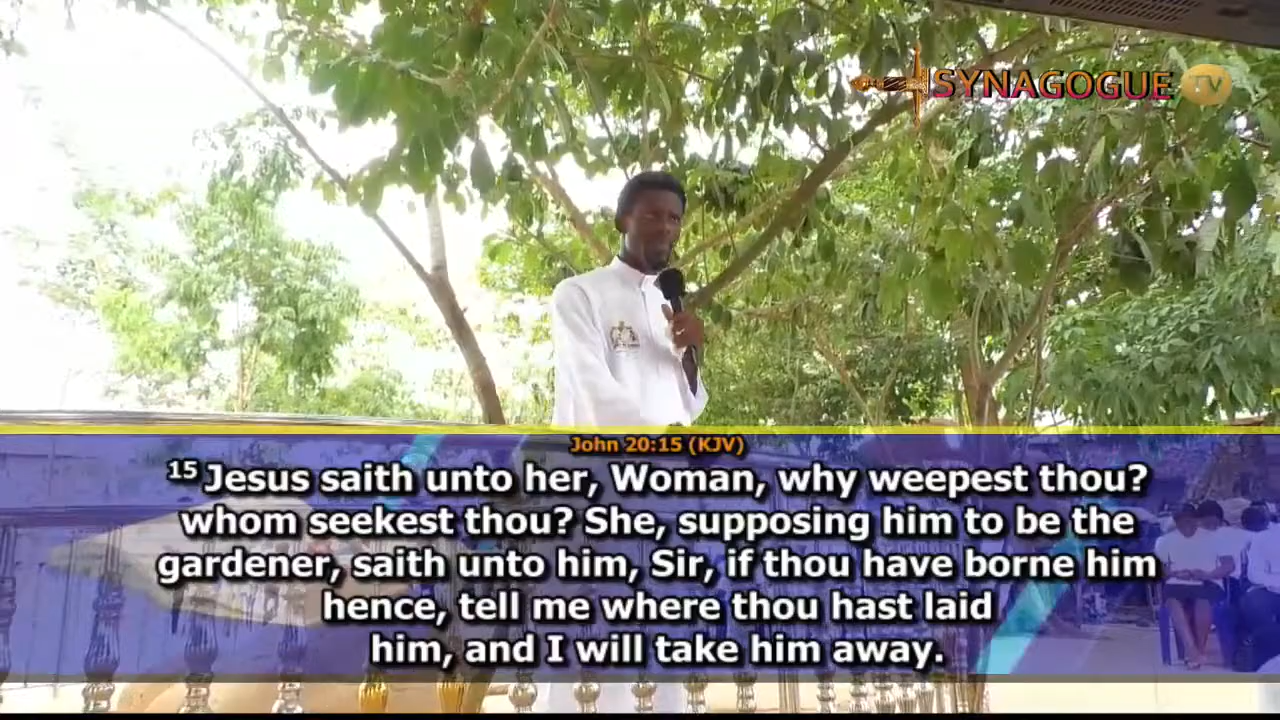 SYNAGOGUE TV
John 20:15 (KJV)
15 Jesus saith unto her, Woman, why weepest thou?
whom seekest thou? She, supposing him to be the
gardener, saith unto him, Sir, if thou have borne him
hence, tell me where thou hast laid
him, and I will take him away.